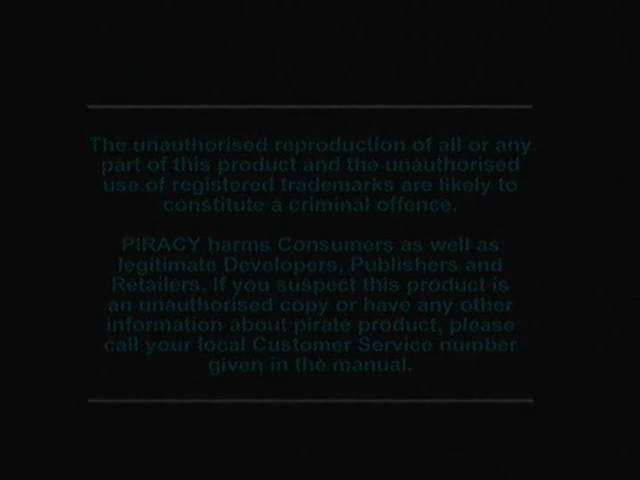 The unauthorised reproduction of all or any
part of this product and the unauthorised
use of registered trademarks are likely to
constitute a criminal offence.
PIRACY harms Consumers as well as
legitimate Developers, Publishers and
Retailers. If you suspect this product is
an unauthorised copy or have any other
information about pirate product, please
call your local Customer Service number
given in the manual.